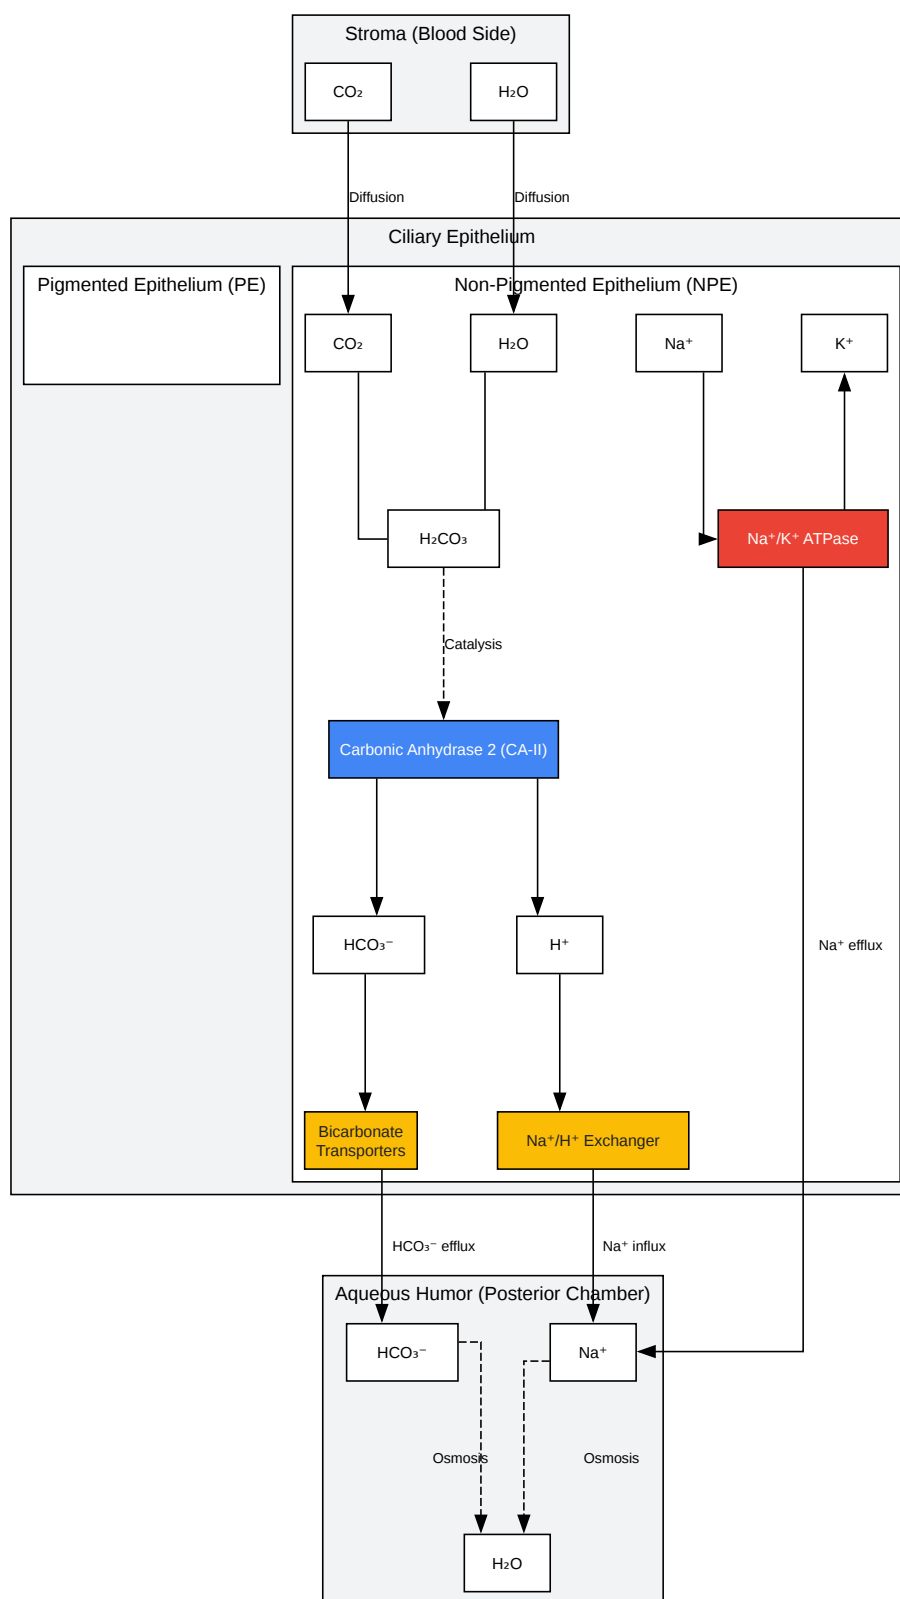 Stroma (Blood Side)
CO₂
H₂O
Diffusion
Diffusion
Ciliary Epithelium
Pigmented Epithelium (PE)
Non-Pigmented Epithelium (NPE)
CO₂
H₂O
Na⁺
K⁺
H₂CO₃
Na⁺/K⁺ ATPase
Catalysis
Carbonic Anhydrase 2 (CA-II)
HCO₃⁻
H⁺
Na⁺ efflux
Bicarbonate
Transporters
Na⁺/H⁺ Exchanger
HCO₃⁻ efflux
Na⁺ influx
Aqueous Humor (Posterior Chamber)
HCO₃⁻
Na⁺
Osmosis
Osmosis
H₂O